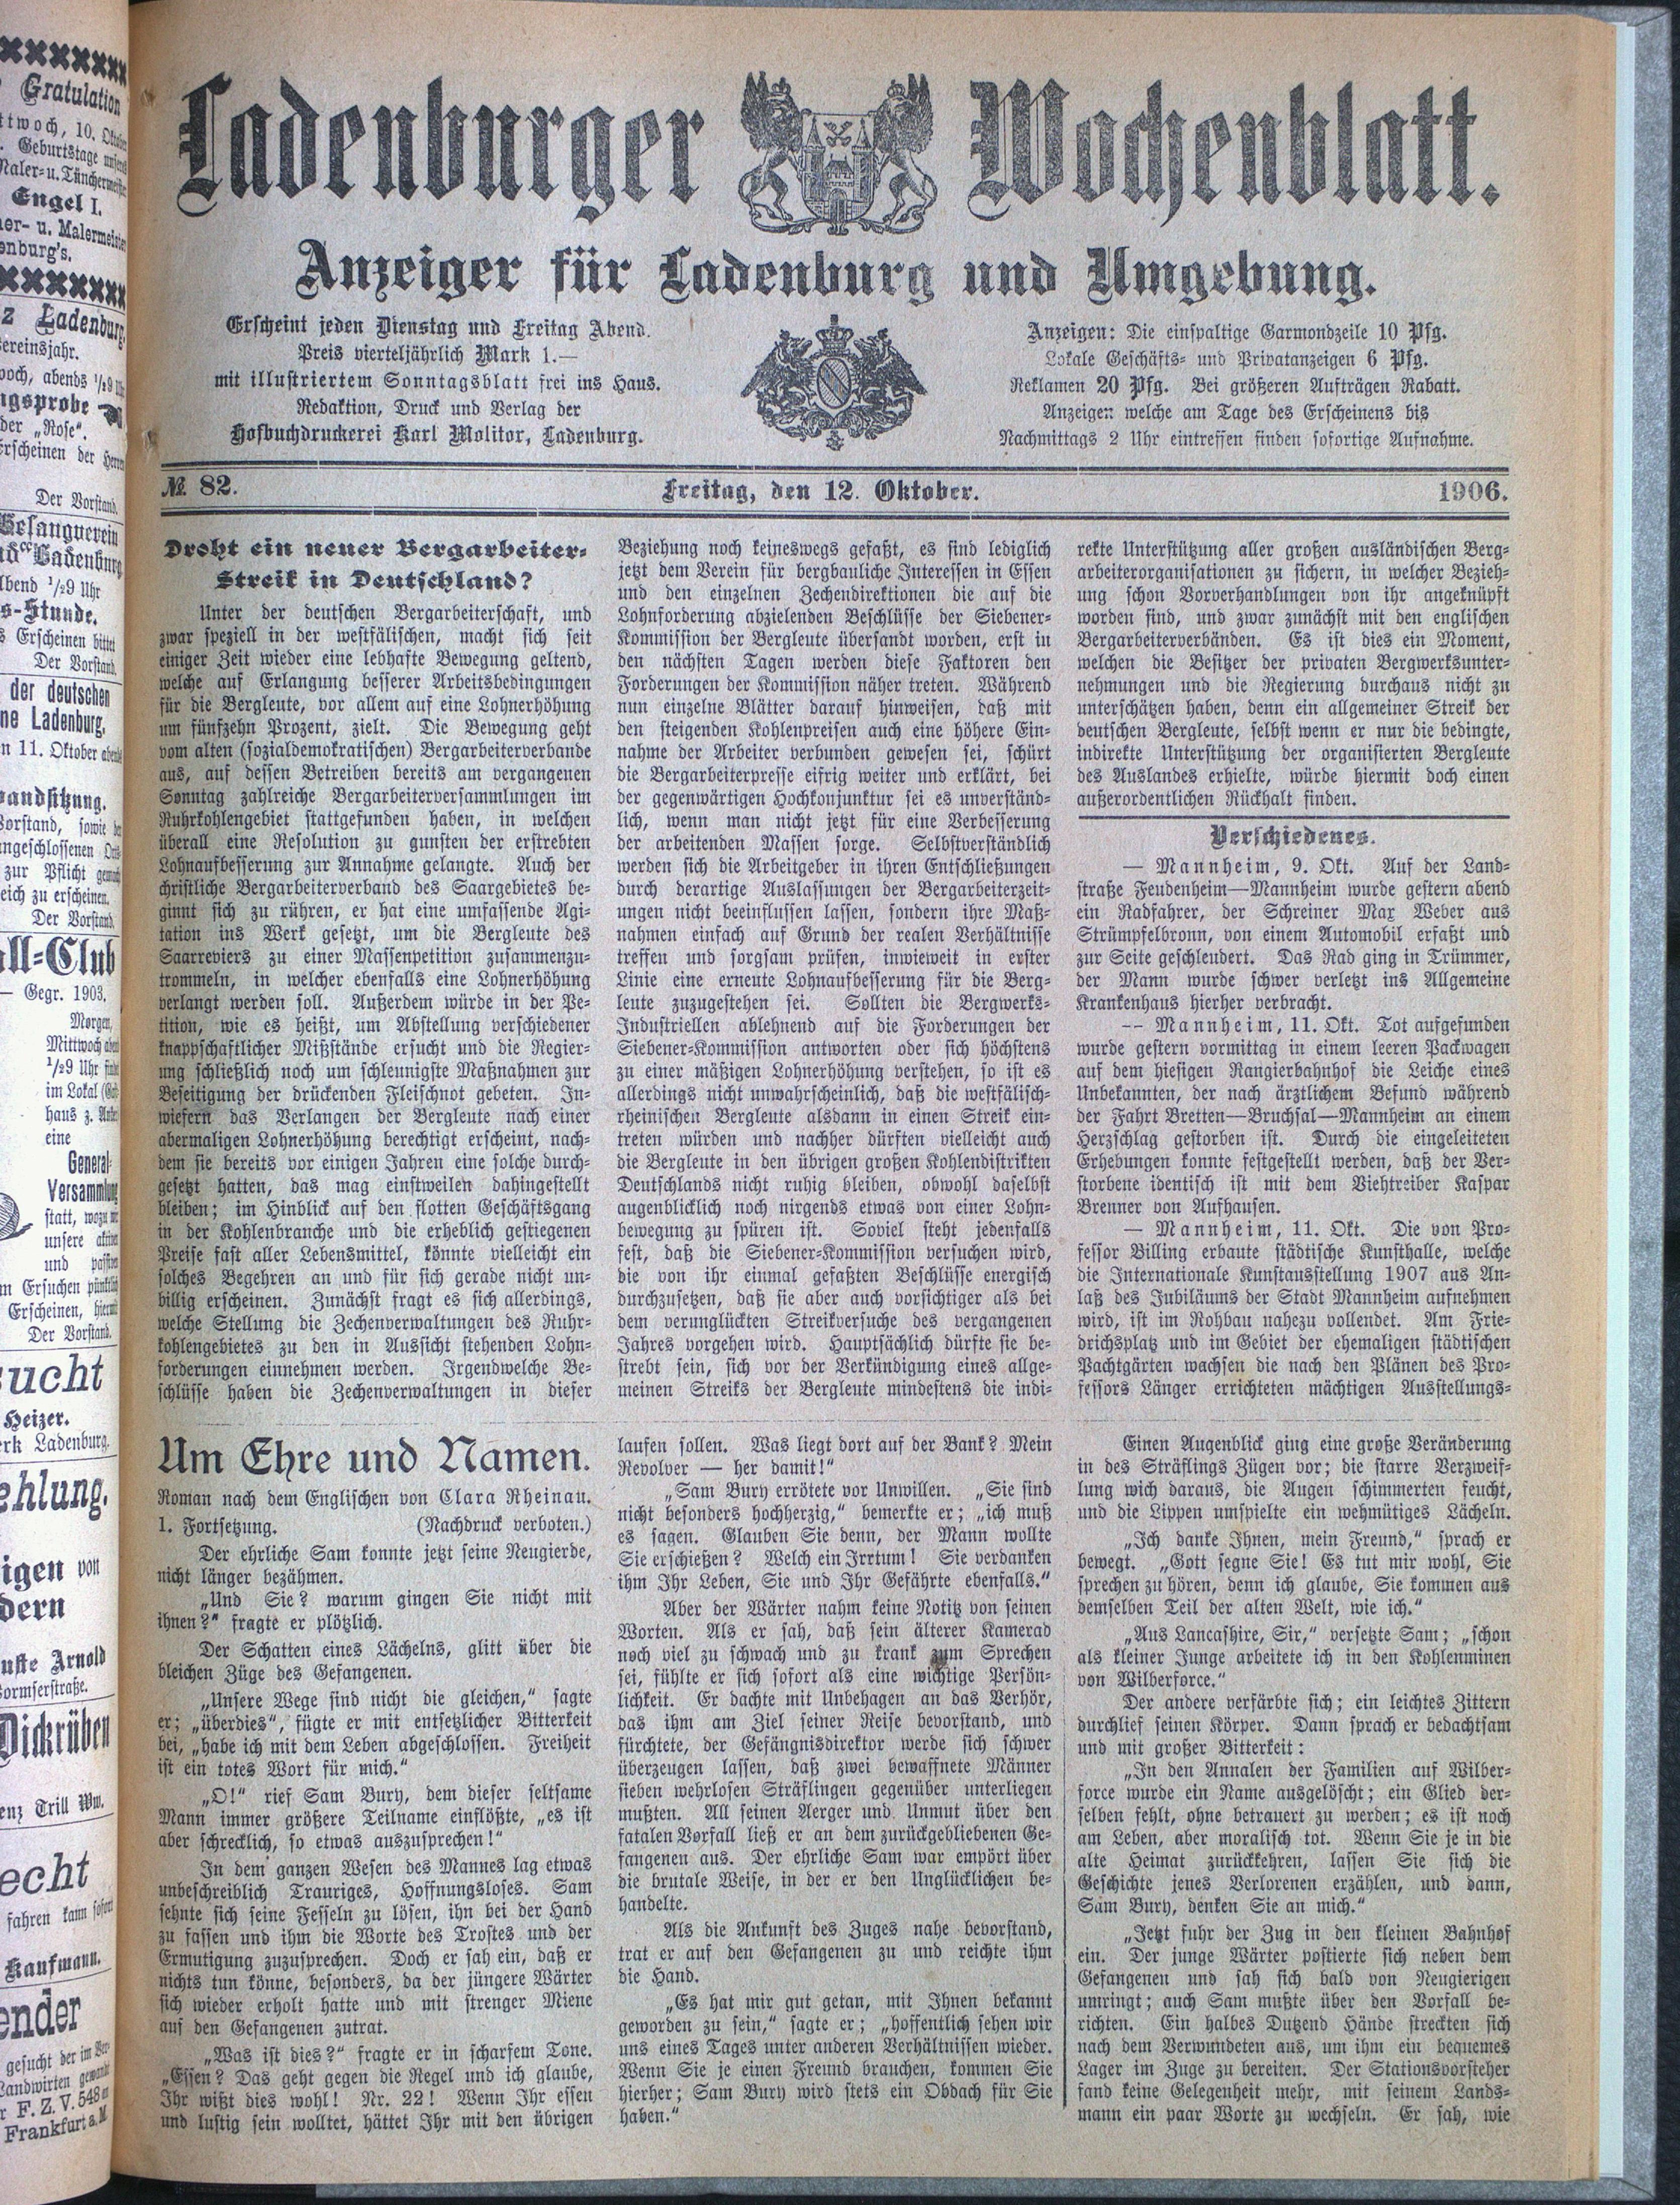 Gratulation
Engel I.
Der Vorstand.
Der Vorstand.
der deutschen
Der Vorstand.
Gegr. 1903.
General-
Versammlung
Der Vorstand.
Heizer.
Kaufmann.
Frankfurt a. M.
Ladenburger Wochenblatt.
Anzeiger für Ladenburg und Umgebung.
Erscheint jeden Dienstag und Freitag Abend.
Preis vierteljährlich Mark 1.—
mit illustriertem Sonntagsblatt frei ins Haus.
Redaktion, Druck und Verlag der
Hofbuchdruckerei Karl Molitor, Ladenburg.
Anzeigen: Die einspaltige Garmondzeile 10 Pfg.
Lokale Geschäfts- und Privatanzeigen 6 Pfg.
Reklamen 20 Pfg. Bei größeren Aufträgen Rabatt.
Anzeigen welche am Tage des Erscheinens bis
Nachmittags 2 Uhr eintreffen finden sofortige Aufnahme.
№ 82. Freitag, den 12. Oktober. 1906.
Droht ein neuer Bergarbeiter-
Streik in Deutschland?
Unter der deutschen Bergarbeiterschaft, und
zwar speziell in der westfälischen, macht sich seit
einiger Zeit wieder eine lebhafte Bewegung geltend,
welche auf Erlangung besserer Arbeitsbedingungen
für die Bergleute, vor allem auf eine Lohnerhöhung
um fünfzehn Prozent, zielt. Die Bewegung geht
vom alten (sozialdemokratischen) Bergarbeiterverbande
aus, auf dessen Betreiben bereits am vergangenen
Sonntag zahlreiche Bergarbeiterversammlungen im
Ruhrkohlengebiet stattgefunden haben, in welchen
überall eine Resolution zu gunsten der erstrebten
Lohnaufbesserung zur Annahme gelangte. Auch der
christliche Bergarbeiterverband des Saargebietes be-
ginnt sich zu rühren, er hat eine umfassende Agi-
tation ins Werk gesetzt, um die Bergleute des
Saarreviers zu einer Massenpetition zusammenzu-
trommeln, in welcher ebenfalls eine Lohnerhöhung
verlangt werden soll. Außerdem würde in der Pe-
tition, wie es heißt, um Abstellung verschiedener
knappschaftlicher Mißstände ersucht und die Regier-
ung schließlich noch um schleunigste Maßnahmen zur
Beseitigung der drückenden Fleischnot gebeten. In-
wiefern das Verlangen der Bergleute nach einer
abermaligen Lohnerhöhung berechtigt erscheint, nach-
dem sie bereits vor einigen Jahren eine solche durch-
gesetzt hatten, das mag einstweilen dahingestellt
bleiben; im Hinblick auf den flotten Geschäftsgang
in der Kohlenbranche und die erheblich gestiegenen
Preise fast aller Lebensmittel, könnte vielleicht ein
solches Begehren an und für sich gerade nicht un-
billig erscheinen. Zunächst fragt es sich allerdings,
welche Stellung die Zechenverwaltungen des Ruhr-
kohlengebietes zu den in Aussicht stehenden Lohn-
forderungen einnehmen werden. Irgendwelche Be-
schlüsse haben die Zechenverwaltungen in dieser
Beziehung noch keineswegs gefaßt, es sind lediglich
jetzt dem Verein für bergbauliche Interessen in Essen
und den einzelnen Zechendirektionen die auf die
Lohnforderung abzielenden Beschlüsse der Siebener-
Kommission der Bergleute übersandt worden, erst in
den nächsten Tagen werden diese Faktoren den
Forderungen der Kommission näher treten. Während
nun einzelne Blätter darauf hinweisen, daß mit
den steigenden Kohlenpreisen auch eine höhere Ein-
nahme der Arbeiter verbunden gewesen sei, schürt
die Bergarbeiterpresse eifrig weiter und erklärt, bei
der gegenwärtigen Hochkonjunktur sei es unverständ-
lich, wenn man nicht jetzt für eine Verbesserung
der arbeitenden Massen sorge. Selbstverständlich
werden sich die Arbeitgeber in ihren Entschließungen
durch derartige Auslassungen der Bergarbeiterzeit-
ungen nicht beeinflussen lassen, sondern ihre Maß-
nahmen einfach auf Grund der realen Verhältnisse
treffen und sorgsam prüfen, inwieweit in erster
Linie eine erneute Lohnaufbesserung für die Berg-
leute zuzugestehen sei. Sollten die Bergwerks-
Industriellen ablehnend auf die Forderungen der
Siebener-Kommission antworten oder sich höchstens
zu einer mäßigen Lohnerhöhung verstehen, so ist es
allerdings nicht unwahrscheinlich, daß die westfälisch-
rheinischen Bergleute alsdann in einen Streik ein-
treten würden und nachher dürften vielleicht auch
die Bergleute in den übrigen großen Kohlendistrikten
Deutschlands nicht ruhig bleiben, obwohl daselbst
augenblicklich noch nirgends etwas von einer Lohn-
bewegung zu spüren ist. Soviel steht jedenfalls
fest, daß die Siebener-Kommission versuchen wird,
die von ihr einmal gefaßten Beschlüsse energisch
durchzusetzen, daß sie aber auch vorsichtiger als bei
dem verunglückten Streikversuche des vergangenen
Jahres vorgehen wird. Hauptsächlich dürfte sie be-
strebt sein, sich vor der Verkündigung eines allge-
meinen Streiks der Bergleute mindestens die indi-
rekte Unterstützung aller großen ausländischen Berg-
arbeiterorganisationen zu sichern, in welcher Bezieh-
ung schon Vorverhandlungen von ihr angeknüpft
worden sind, und zwar zunächst mit den englischen
Bergarbeiterverbänden. Es ist dies ein Moment,
welchen die Besitzer der privaten Bergwerksunter-
nehmungen und die Regierung durchaus nicht zu
unterschätzen haben, denn ein allgemeiner Streik der
deutschen Bergleute, selbst wenn er nur die bedingte,
indirekte Unterstützung der organisierten Bergleute
des Auslandes erhielte, würde hiermit doch einen
außerordentlichen Rückhalt finden.
Verschiedenes.
— Mannheim, 9. Okt. Auf der Land-
straße Feudenheim—Mannheim wurde gestern abend
ein Radfahrer, der Schreiner Max Weber aus
Strümpfelbronn, von einem Automobil erfaßt und
zur Seite geschleudert. Das Rad ging in Trümmer,
der Mann wurde schwer verletzt ins Allgemeine
Krankenhaus hierher verbracht.
— Mannheim, 11. Okt. Tot aufgefunden
wurde gestern vormittag in einem leeren Packwagen
auf dem hiesigen Rangierbahnhof die Leiche eines
Unbekannten, der nach ärztlichem Befund während
der Fahrt Bretten—Bruchsal—Mannheim an einem
Herzschlag gestorben ist. Durch die eingeleiteten
Erhebungen konnte festgestellt werden, daß der Ver-
storbene identisch ist mit dem Viehtreiber Kaspar
Brenner von Aufhausen.
— Mannheim, 11. Okt. Die von Pro-
fessor Billing erbaute städtische Kunsthalle, welche
die Internationale Kunstausstellung 1907 aus An-
laß des Jubiläums der Stadt Mannheim aufnehmen
wird, ist im Rohbau nahezu vollendet. Am Frie-
drichsplatz und im Gebiet der ehemaligen städtischen
Pachtgärten wachsen die nach den Plänen des Pro-
fessors Länger errichteten mächtigen Ausstellungs-
Um Ehre und Namen.
Roman nach dem Englischen von Clara Rheinau.
1. Fortsetzung. (Nachdruck verboten.)
Der ehrliche Sam konnte jetzt seine Neugierde,
nicht länger bezähmen.
„Und Sie? warum gingen Sie nicht mit
ihnen?" fragte er plötzlich.
Der Schatten eines Lächelns, glitt über die
bleichen Züge des Gefangenen.
„Unsere Wege sind nicht die gleichen,“ sagte
er; „überdies“, fügte er mit entsetzlicher Bitterkeit
bei, „habe ich mit dem Leben abgeschlossen. Freiheit
ist ein totes Wort für mich.“
„O!“ rief Sam Bury, dem dieser seltsame
Mann immer größere Teilname einflößte, „es ist
aber schrecklich, so etwas auszusprechen!“
In dem ganzen Wesen des Mannes lag etwas
unbeschreiblich Trauriges, Hoffnungsloses. Sam
sehnte sich seine Fesseln zu lösen, ihn bei der Hand
zu fassen und ihm die Worte des Trostes und der
Ermutigung zuzusprechen. Doch er sah ein, daß er
nichts tun könne, besonders, da der jüngere Wärter
sich wieder erholt hatte und mit strenger Miene
auf den Gefangenen zutrat.
„Was ist dies?“ fragte er in scharfem Tone.
„Essen? Das geht gegen die Regel und ich glaube,
Ihr wißt dies wohl! Nr. 22! Wenn Ihr essen
und lustig sein wolltet, hättet Ihr mit den übrigen
laufen sollen. Was liegt dort auf der Bank? Mein
Revolver — her damit!“
„Sam Bury errötete vor Unwillen. „Sie sind
nicht besonders hochherzig,“ bemerkte er; „ich muß
es sagen. Glauben Sie denn, der Mann wollte
Sie erschießen? Welch ein Irrtum! Sie verdanken
ihm Ihr Leben, Sie und Ihr Gefährte ebenfalls.“
Aber der Wärter nahm keine Notiz von seinen
Worten. Als er sah, daß sein älterer Kamerad
noch viel zu schwach und zu krank zum Sprechen
sei, fühlte er sich sofort als eine wichtige Persön-
lichkeit. Er dachte mit Unbehagen an das Verhör,
das ihm am Ziel seiner Reise bevorstand, und
fürchtete, der Gefängnisdirektor werde sich schwer
überzeugen lassen, daß zwei bewaffnete Männer
sieben wehrlosen Sträflingen gegenüber unterliegen
mußten. All seinen Aerger und Unmut über den
fatalen Vorfall ließ er an dem zurückgebliebenen Ge-
fangenen aus. Der ehrliche Sam war empört über
die brutale Weise, in der er den Unglücklichen be-
handelte.
Als die Ankunft des Zuges nahe bevorstand,
trat er auf den Gefangenen zu und reichte ihm
die Hand.
„Es hat mir gut getan, mit Ihnen bekannt
geworden zu sein,“ sagte er; „hoffentlich sehen wir
uns eines Tages unter anderen Verhältnissen wieder.
Wenn Sie je einen Freund brauchen, kommen Sie
hierher; Sam Bury wird stets ein Obdach für Sie
haben.“
Einen Augenblick ging eine große Veränderung
in des Sträflings Zügen vor; die starre Verzweif-
lung wich daraus, die Augen schimmerten feucht,
und die Lippen umspielte ein wehmütiges Lächeln.
„Ich danke Ihnen, mein Freund,“ sprach er
bewegt. „Gott segne Sie! Es tut mir wohl, Sie
sprechen zu hören, denn ich glaube, Sie kommen aus
demselben Teil der alten Welt, wie ich.“
„Aus Lancashire, Sir,“ versetzte Sam; „schon
als kleiner Junge arbeitete ich in den Kohlenminen
von Wilberforce.“
Der andere verfärbte sich; ein leichtes Zittern
durchlief seinen Körper. Dann sprach er bedachtsam
und mit großer Bitterkeit:
„In den Annalen der Familien auf Wilber-
force wurde ein Name ausgelöscht; ein Glied der-
selben fehlt, ohne betrauert zu werden; es ist noch
am Leben, aber moralisch tot. Wenn Sie je in die
alte Heimat zurückkehren, lassen Sie sich die
Geschichte jenes Verlorenen erzählen, und dann,
Sam Bury, denken Sie an mich.“
„Jetzt fuhr der Zug in den kleinen Bahnhof
ein. Der junge Wärter postierte sich neben dem
Gefangenen und sah sich bald von Neugierigen
umringt; auch Sam mußte über den Vorfall be-
richten. Ein halbes Dutzend Hände streckten sich
nach dem Verwundeten aus, um ihm ein bequemes
Lager im Zuge zu bereiten. Der Stationsvorsteher
fand keine Gelegenheit mehr, mit seinem Lands-
mann ein paar Worte zu wechseln. Er sah, wie